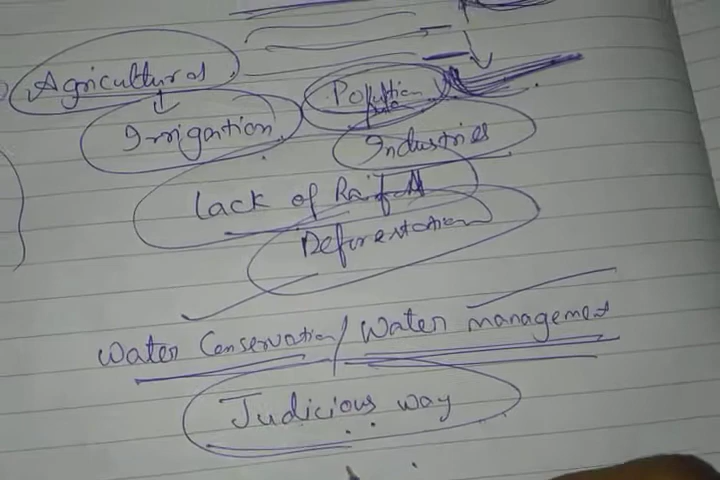 Agricultural
Pollution
Irrigation
Industries
Lack of Rainfall
Deforestation
Water Conservation / Water management
Judicious way